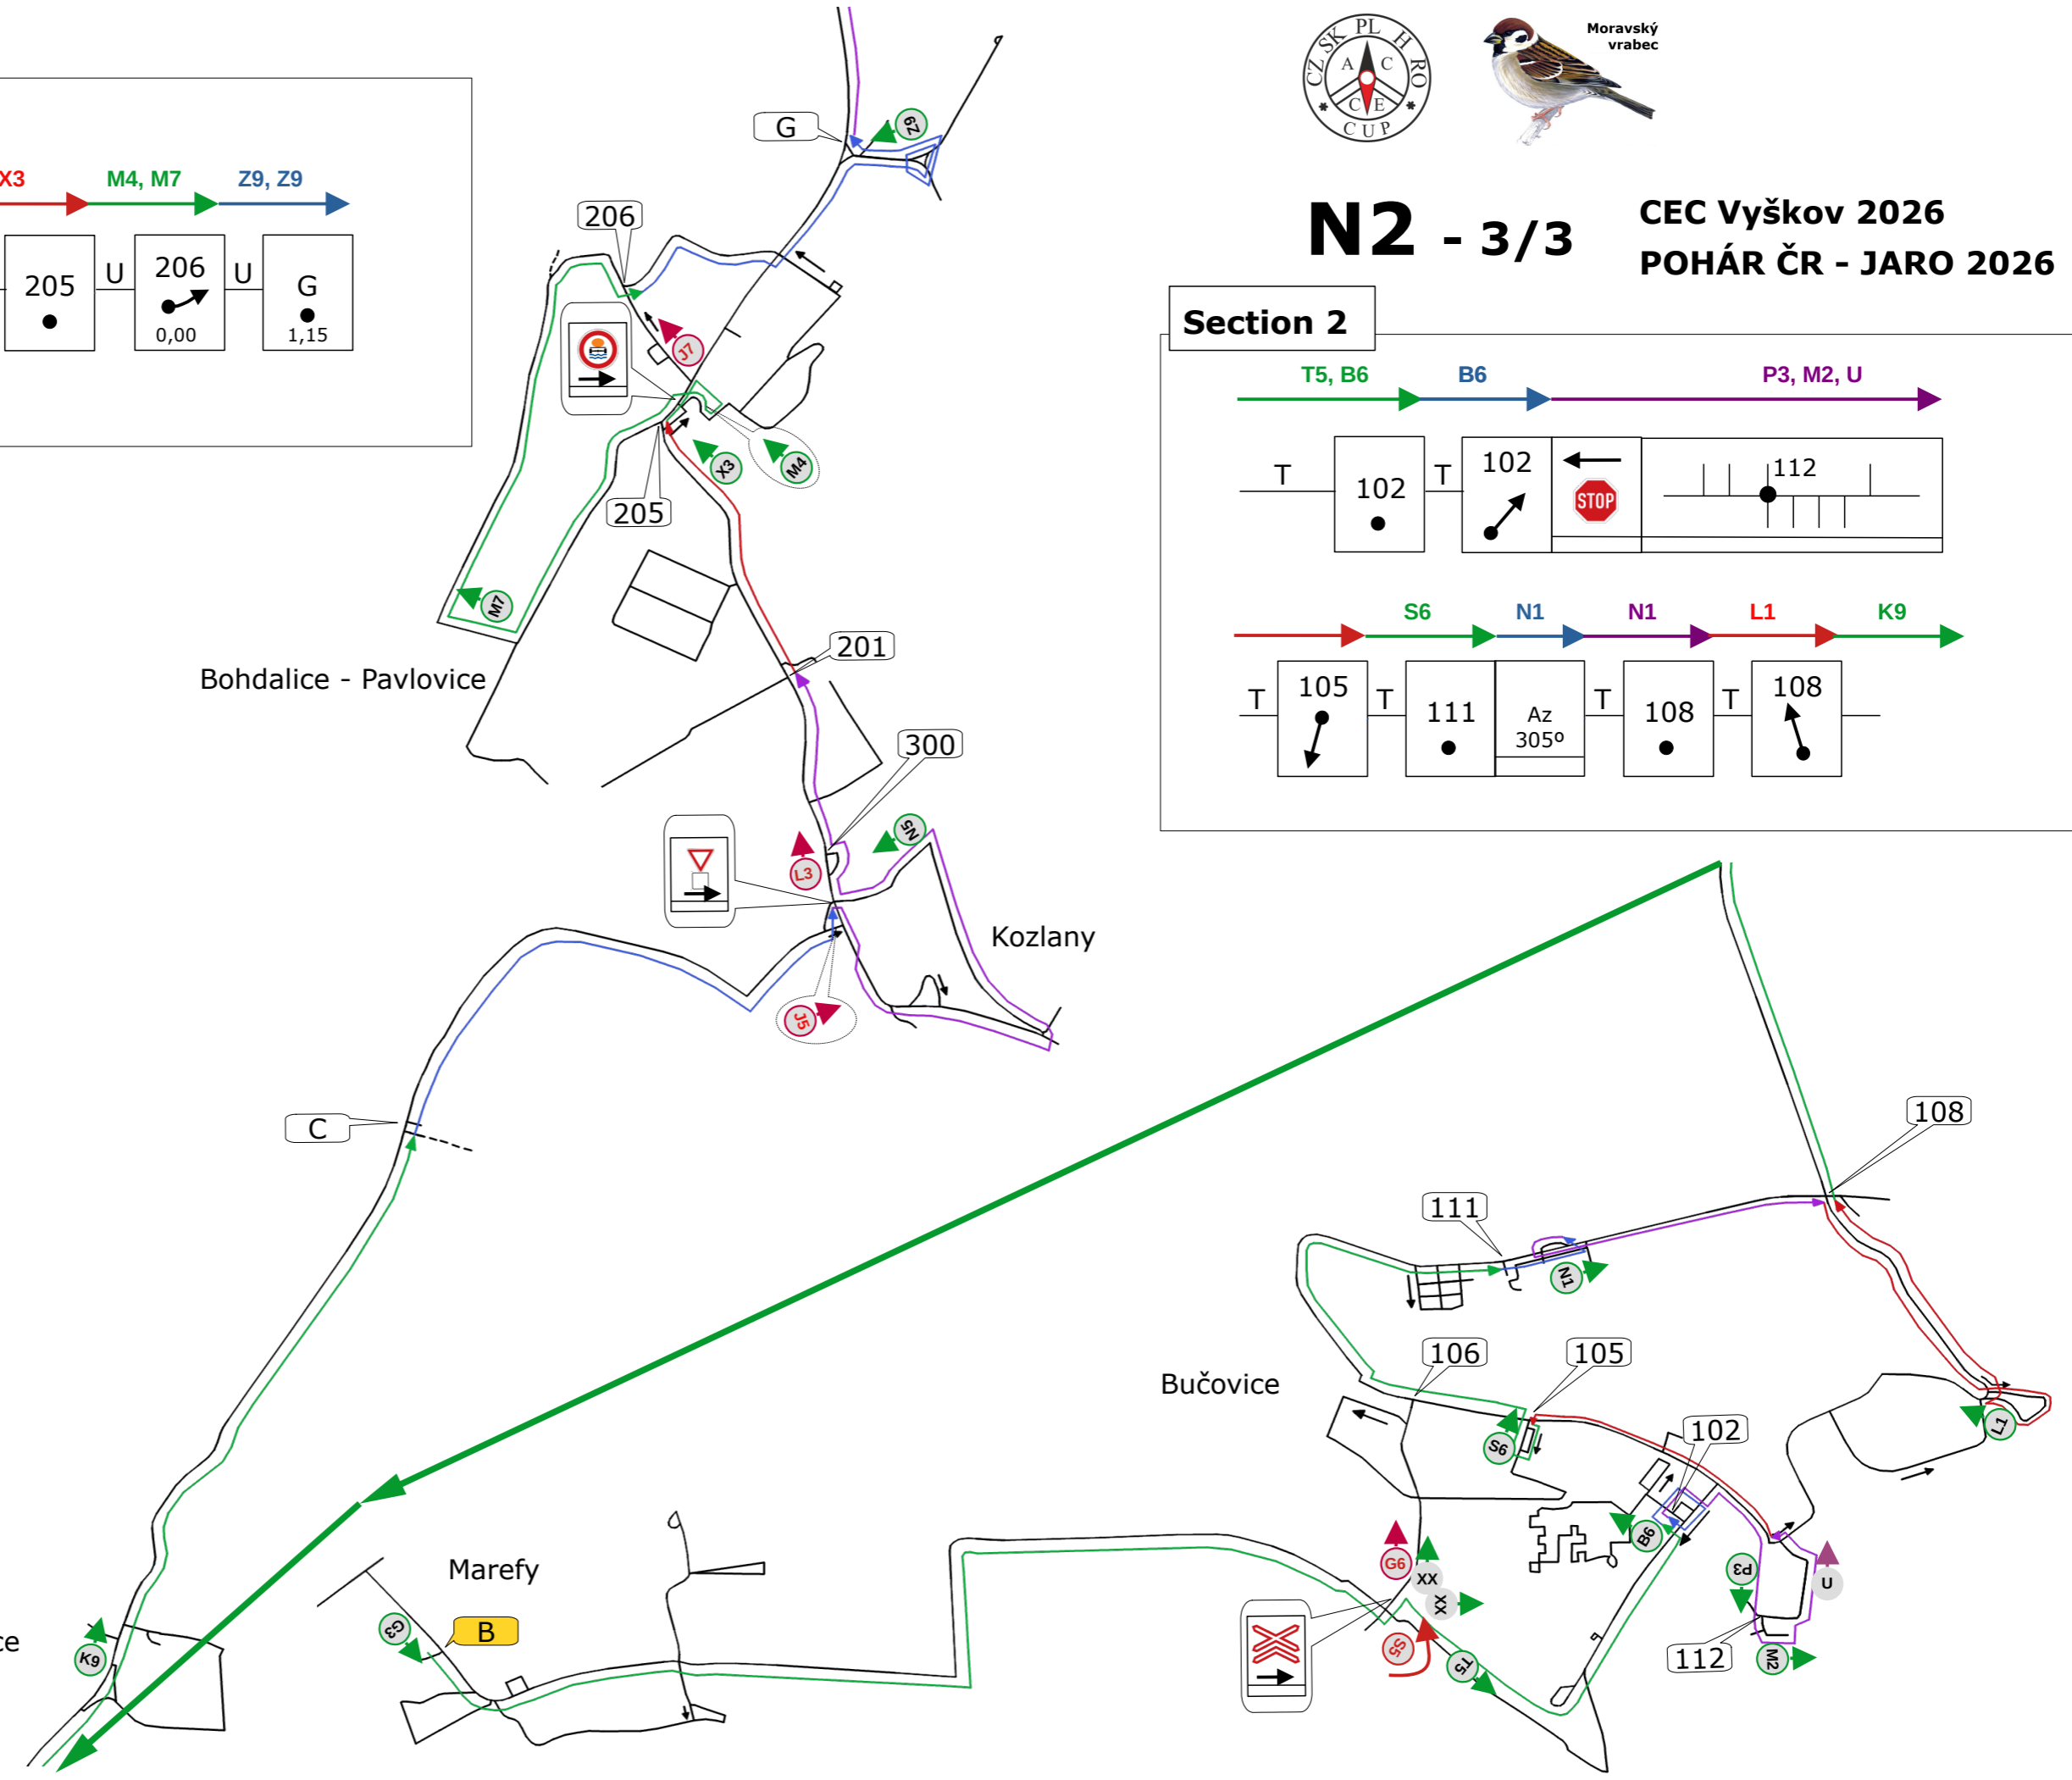 CZ SK PL H RO
A C
C E
CUP
Moravský
vrabec
N2 - 3/3
CEC Vyškov 2026
POHÁR ČR - JARO 2026
X3
M4, M7
Z9, Z9
205
U
206
0,00
U
G
1,15
Section 2
T5, B6
B6
P3, M2, U
T
102
T
102
STOP
112
S6
N1
N1
L1
K9
T
105
T
111
Az
305º
T
108
T
108
G
Z9
206
J7
X3
M4
205
M7
201
Bohdalice - Pavlovice
300
L3
N5
Kozlany
J5
C
108
111
N1
106
105
Bučovice
S6
102
L1
B6
G6
XX
XX
P3
U
S5
T5
112
M2
Marefy
G3
B
K9
ce